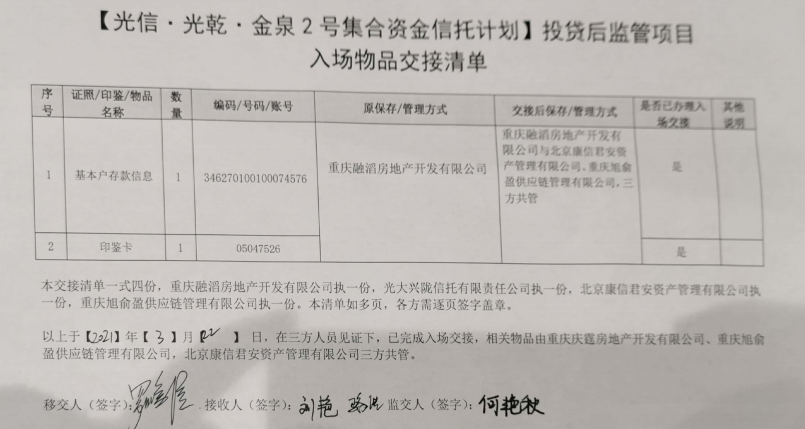 【光信·光乾·金泉2号集合资金信托计划】投贷后监管项目
入场物品交接清单
序号 证照/印鉴/物品名称 数量 编码/号码/账号 原保存/管理方式 交接后保存/管理方式 是否已办理入场交接 其他说明
1 基本户存款信息 1 346270100100074576 重庆融滔房地产开发有限公司 重庆融滔房地产开发有限公司与北京康信君安资产管理有限公司、重庆旭俞盈供应链管理有限公司,三方共管 是
2 印鉴卡 1 05047526 是
本交接清单一式四份，重庆融滔房地产开发有限公司执一份，光大兴陇信托有限责任公司执一份，北京康信君安资产管理有限公司执
一份，重庆旭俞盈供应链管理有限公司执一份。本清单如多页，各方需逐页签字盖章。
以上于【2021】年【3】月【】日，在三方人员见证下，已完成入场交接，相关物品由重庆庆霆房地产开发有限公司、重庆旭俞
盈供应链管理有限公司，北京康信君安资产管理有限公司三方共管。
移交人（签字）： 接收人（签字）：刘艳 监交人（签字）：何艳秋